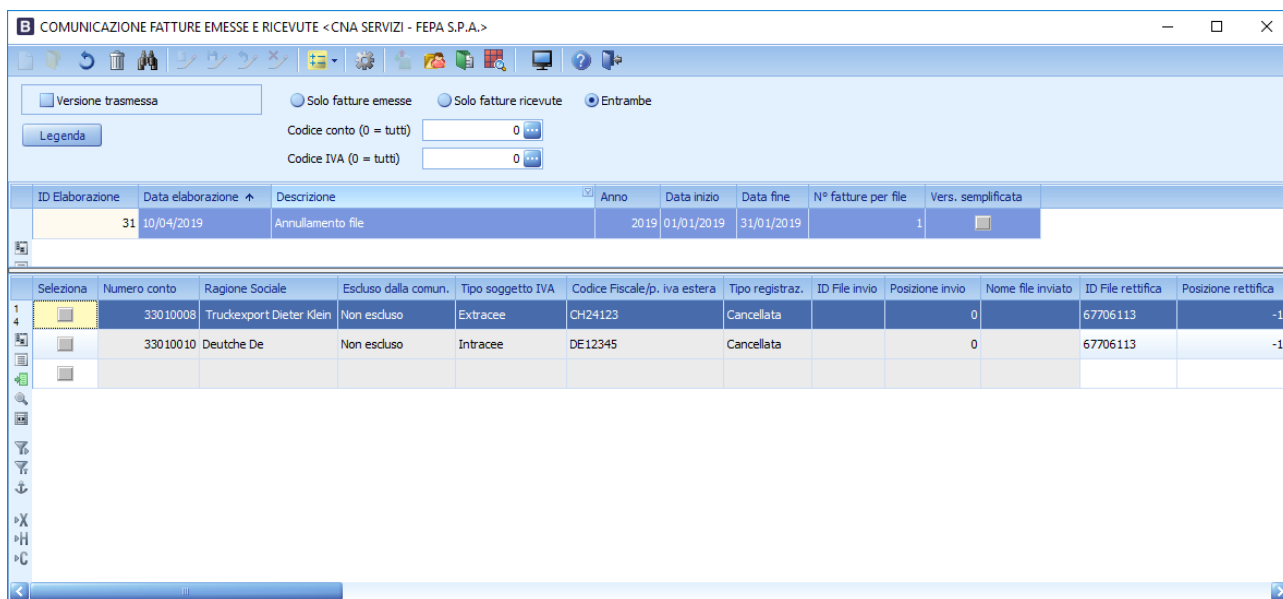 B COMUNICAZIONE FATTURE EMESSE E RICEVUTE <CNA SERVIZI - FEPA S.P.A.>
Versione trasmessa Solo fatture emesse Solo fatture ricevute Entrambe
Legenda Codice conto (0 = tutti) 0
Codice IVA (0 = tutti) 0
ID Elaborazione Data elaborazione Descrizione Anno Data inizio Data fine N° fatture per file Vers. semplificata
31 10/04/2019 Annullamento file 2019 01/01/2019 31/01/2019 1
Seleziona Numero conto Ragione Sociale Escluso dalla comun. Tipo soggetto IVA Codice Fiscale/p. iva estera Tipo registraz. ID File invio Posizione invio Nome file inviato ID File rettifica Posizione rettifica
1
4
33010008 Truckexport Dieter Klein Non escluso Extracee CH24123 Cancellata 0 67706113 -1
33010010 Deutche De Non escluso Intracee DE12345 Cancellata 0 67706113 -1
X
H
C